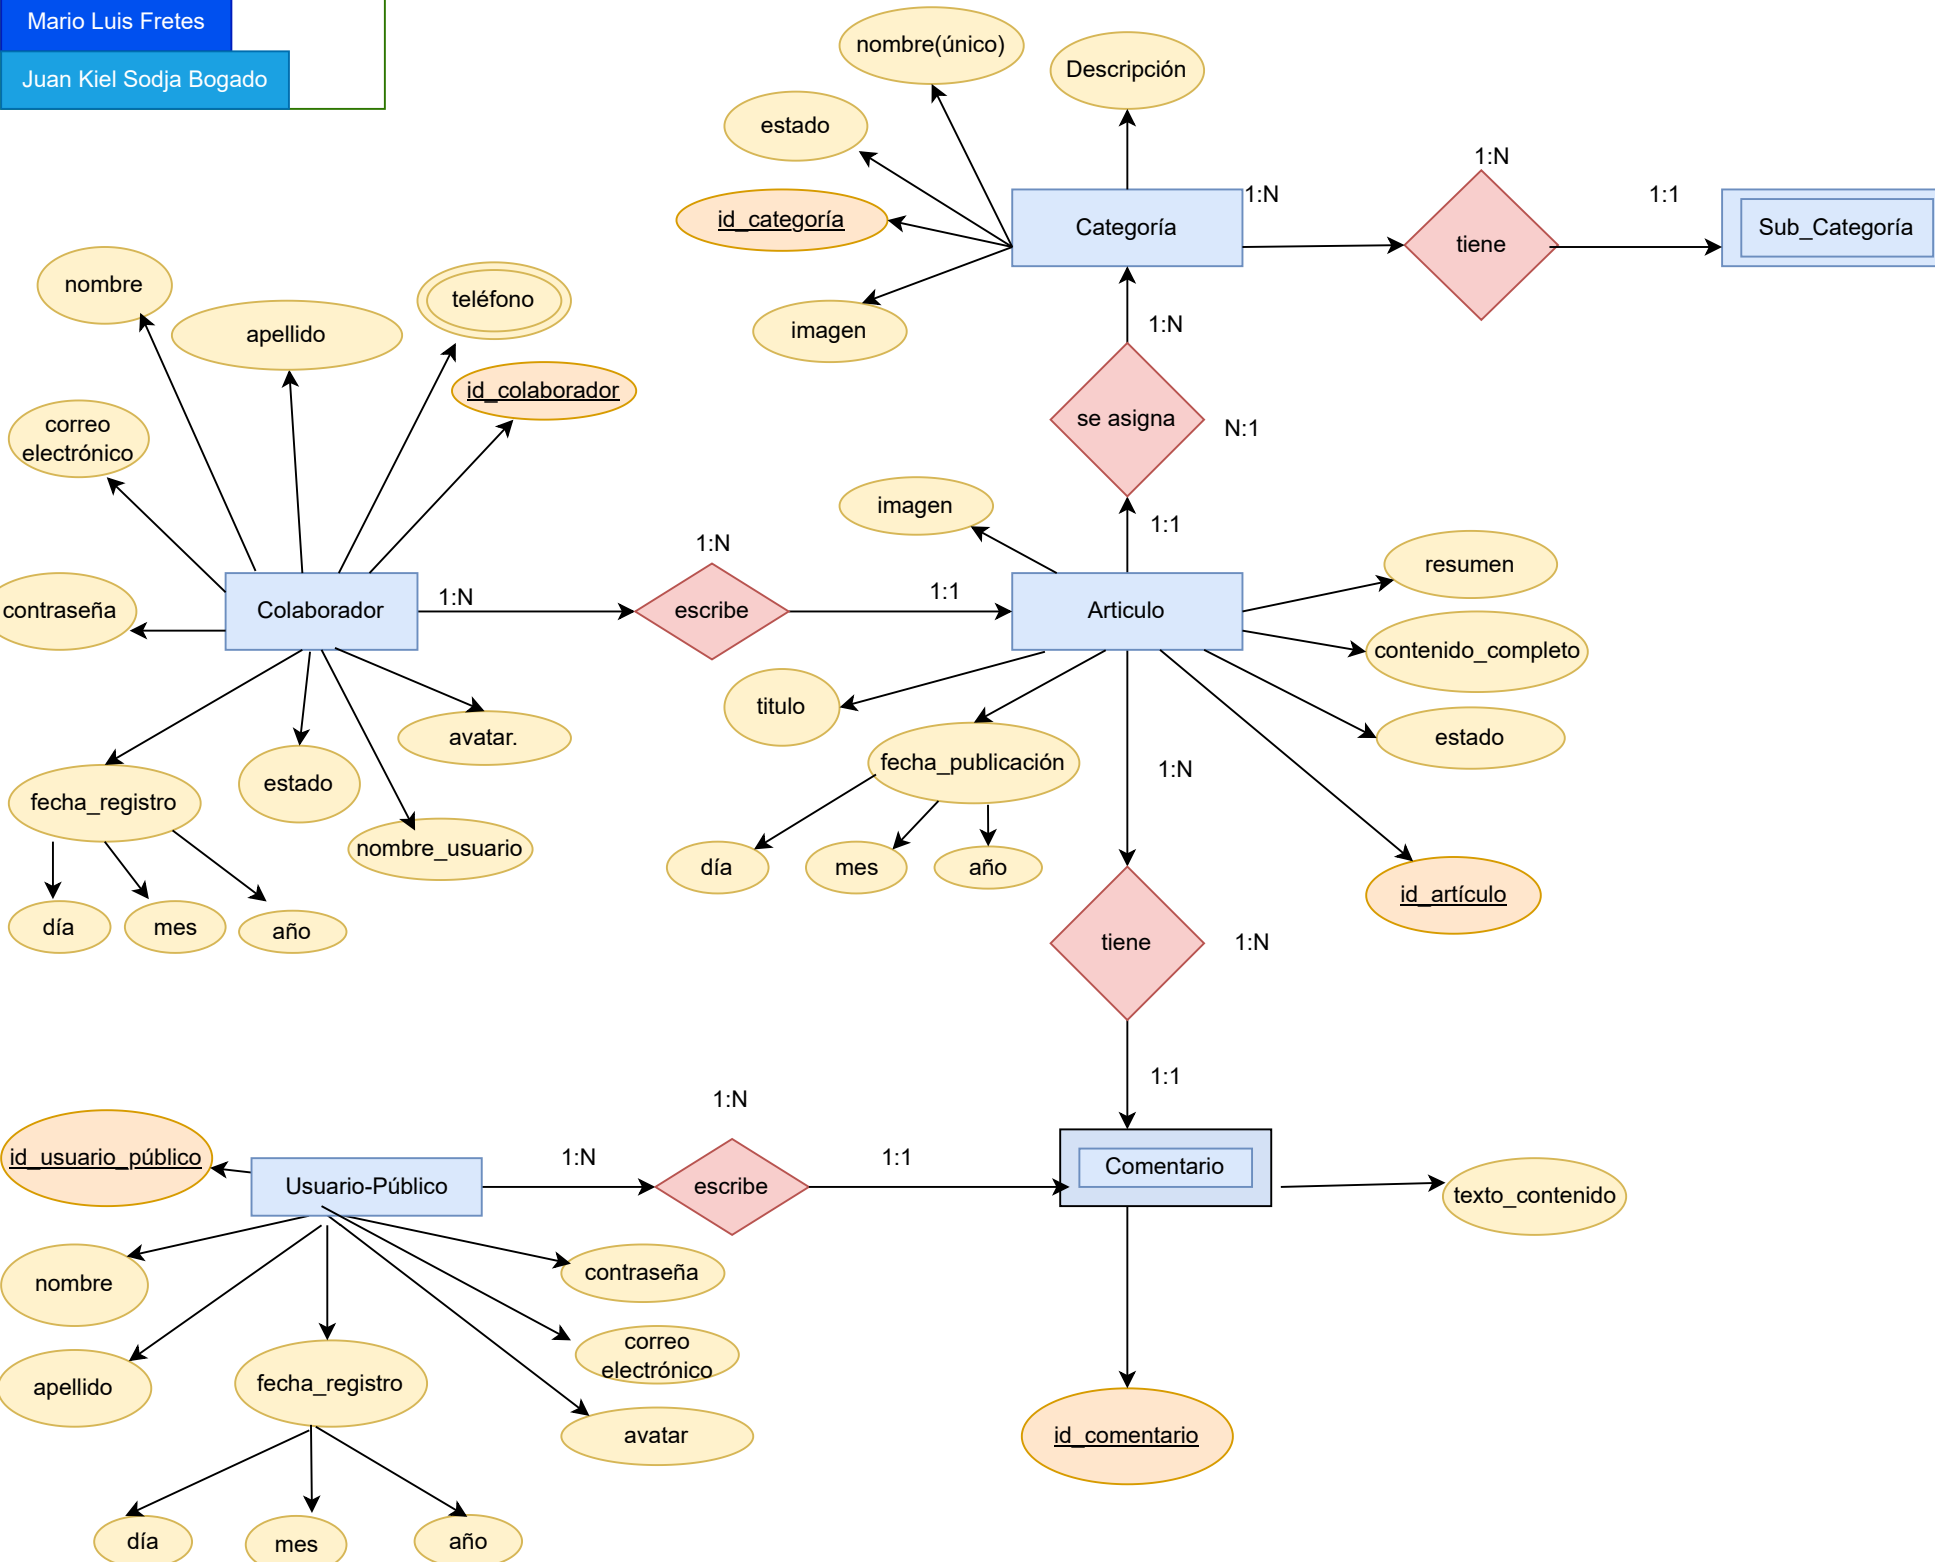 Mario Luis Fretes
Juan Kiel Sodja Bogado
nombre(único)
Descripción
estado
id_categoría
imagen
Categoría
1:N
1:N
tiene
1:1
Sub_Categoría
1:N
se asigna
N:1
1:1
nombre
apellido
teléfono
id_colaborador
correo
electrónico
contraseña
Colaborador
1:N
1:N
escribe
1:1
Articulo
imagen
resumen
contenido_completo
estado
titulo
fecha_publicación
día
mes
año
id_artículo
avatar.
estado
nombre_usuario
fecha_registro
día
mes
año
1:N
tiene
1:N
1:1
id_usuario_público
Usuario-Público
1:N
1:N
escribe
1:1
Comentario
texto_contenido
id_comentario
nombre
apellido
fecha_registro
contraseña
correo
electrónico
avatar
día
mes
año